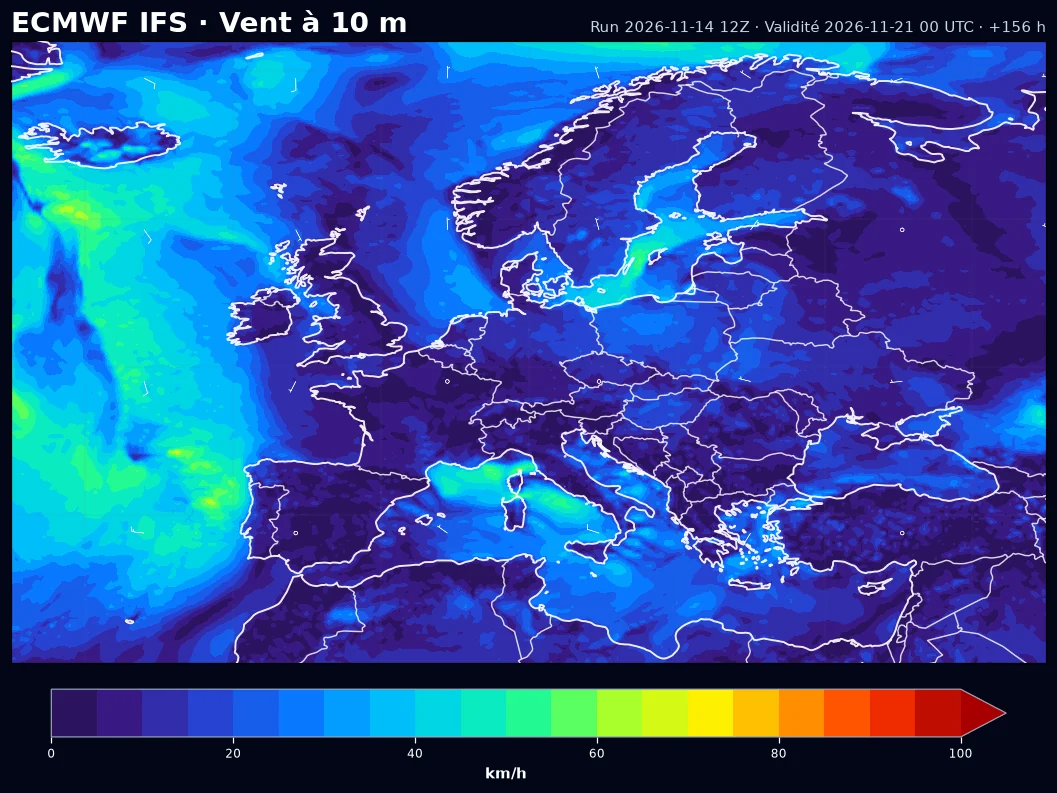 ECMWF IFS · Vent à 10 m
Run 2026-11-14 12Z · Validité 2026-11-21 00 UTC · +156 h
0 20 40 60 80 100
km/h